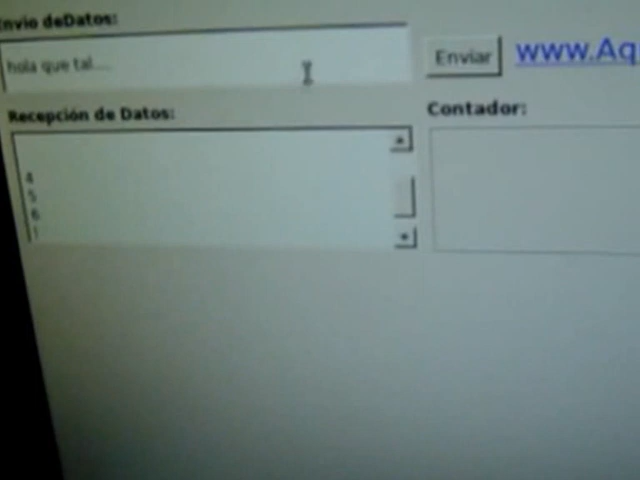 Envio deDatos:
hola que tal....
Enviar
www.Aq
Recepción de Datos:
Contador:
4
5
6